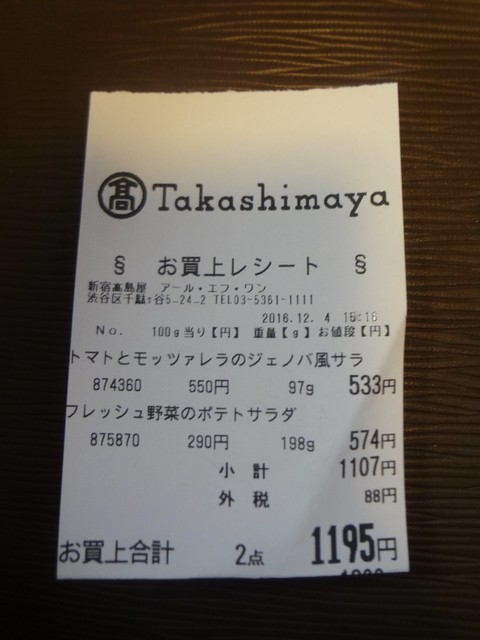 髙 Takashimaya
§ お買上レシート §
新宿高島屋 アール・エフ・ワン
渋谷区千駄ヶ谷5-24-2 TEL03-5361-1111
2016.12. 4 15:16
No. 100g当り【円】 重量【g】 お値段【円】
トマトとモッツァレラのジェノバ風サラ
874360 550円 97g 533円
フレッシュ野菜のポテトサラダ
875870 290円 198g 574円
小 計 1107円
外 税 88円
お買上合計 2点 1195円